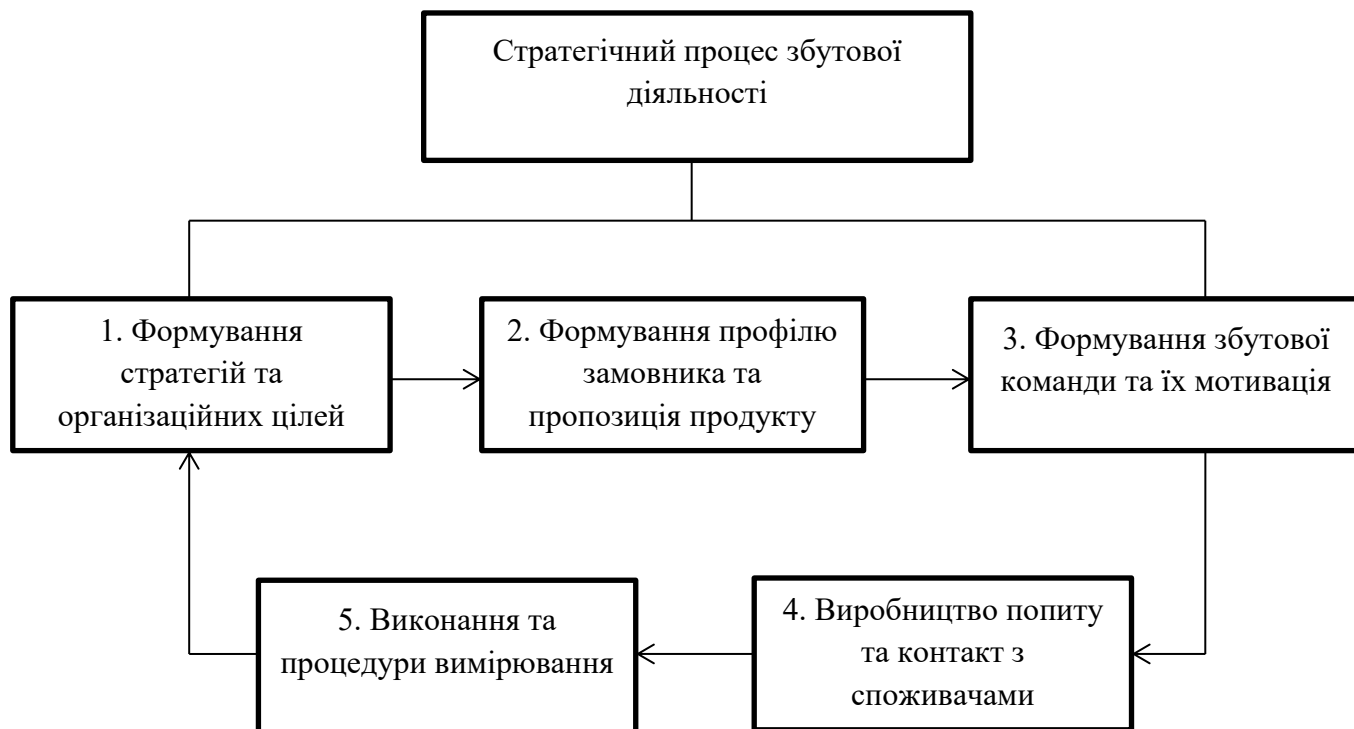 Стратегічний процес збутової
діяльності
1. Формування
стратегій та
організаційних цілей
2. Формування профілю
замовника та
пропозиція продукту
3. Формування збутової
команди та їх мотивація
4. Виробництво попиту
та контакт з
споживачами
5. Виконання та
процедури вимірювання